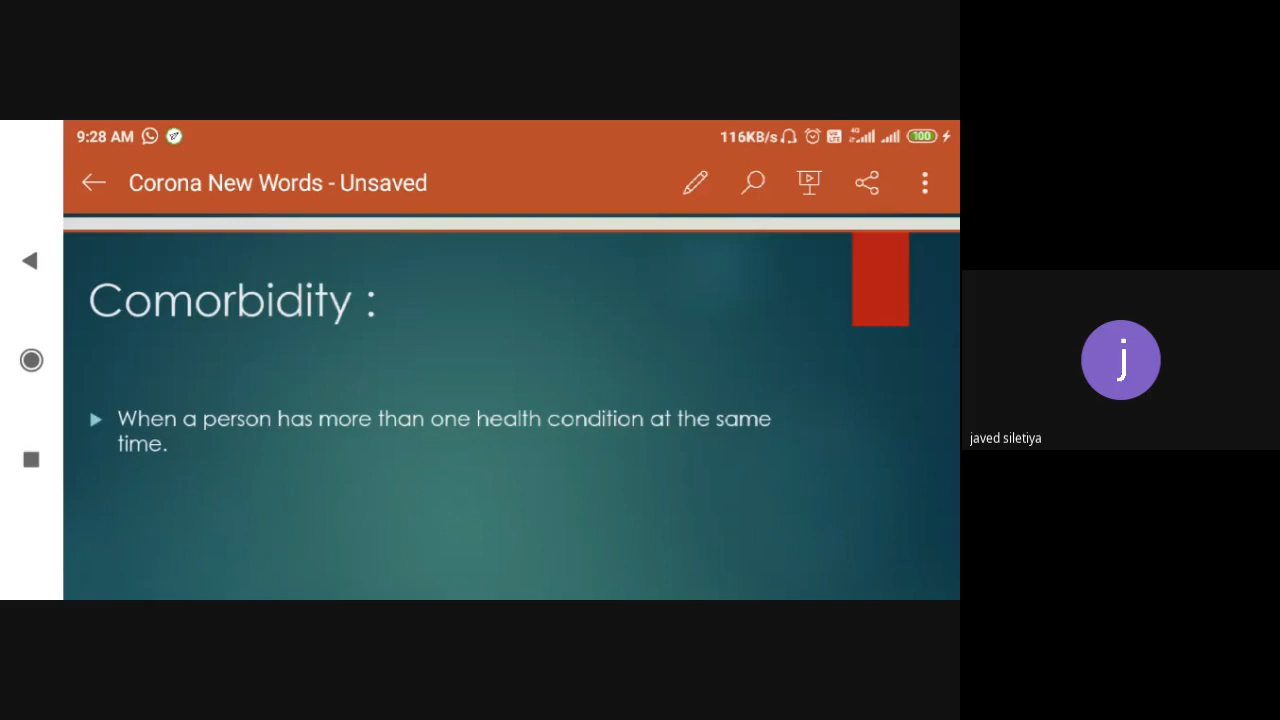 9:28 AM
116KB/s
4G
100
Corona New Words - Unsaved
Comorbidity :
When a person has more than one health condition at the same
time.
j
javed siletiya